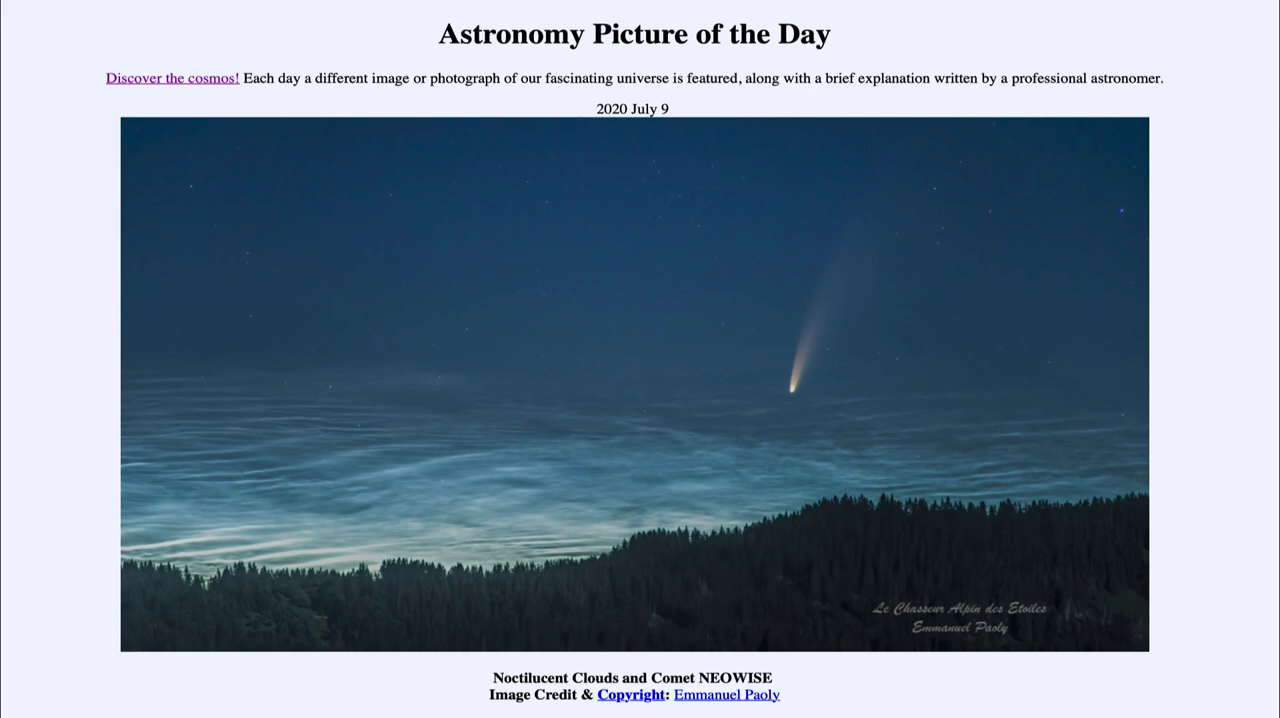 Astronomy Picture of the Day
Discover the cosmos! Each day a different image or photograph of our fascinating universe is featured, along with a brief explanation written by a professional astronomer.
2020 July 9
Le Chasseur Alpin des Etoiles
Emmanuel Paoly
Noctilucent Clouds and Comet NEOWISE
Image Credit & Copyright: Emmanuel Paoly